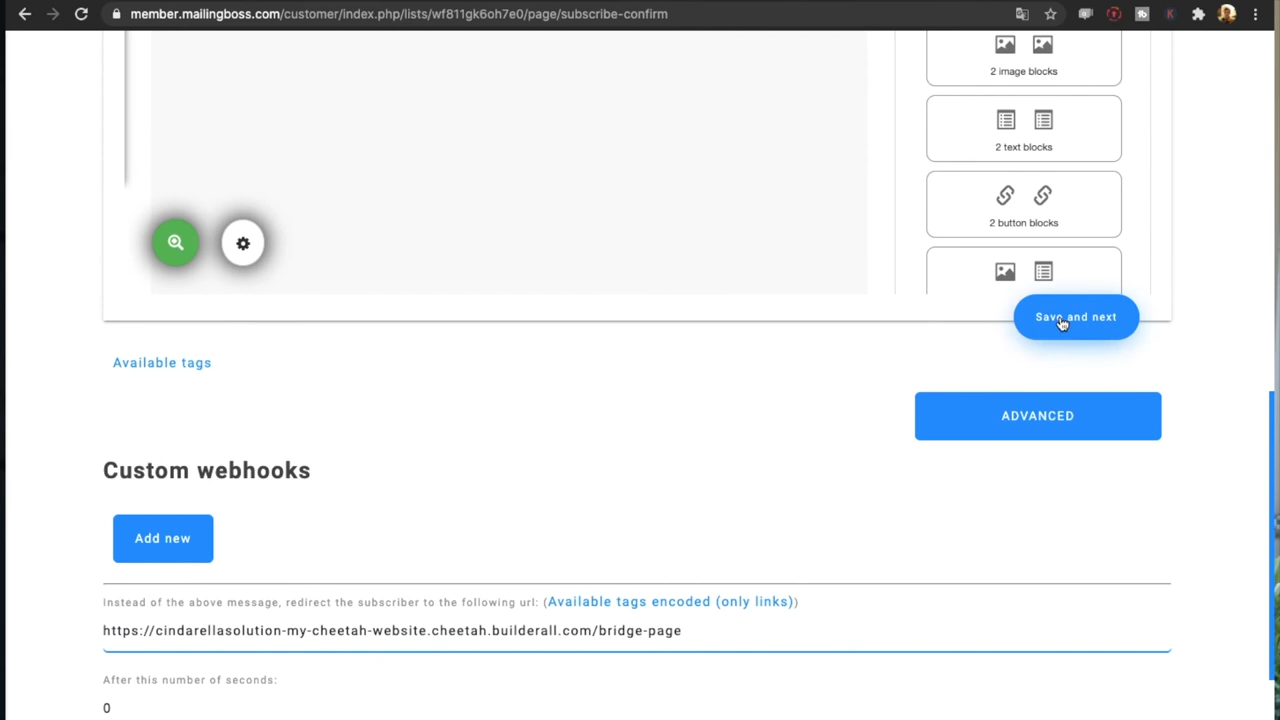 member.mailingboss.com/customer/index.php/lists/wf811gk6oh7e0/page/subscribe-confirm
2 image blocks
2 text blocks
2 button blocks
Save and next
Available tags
ADVANCED
Custom webhooks
Add new
Instead of the above message, redirect the subscriber to the following url: (Available tags encoded (only links))
https://cindarellasolution-my-cheetah-website.cheetah.builderall.com/bridge-page
After this number of seconds:
0